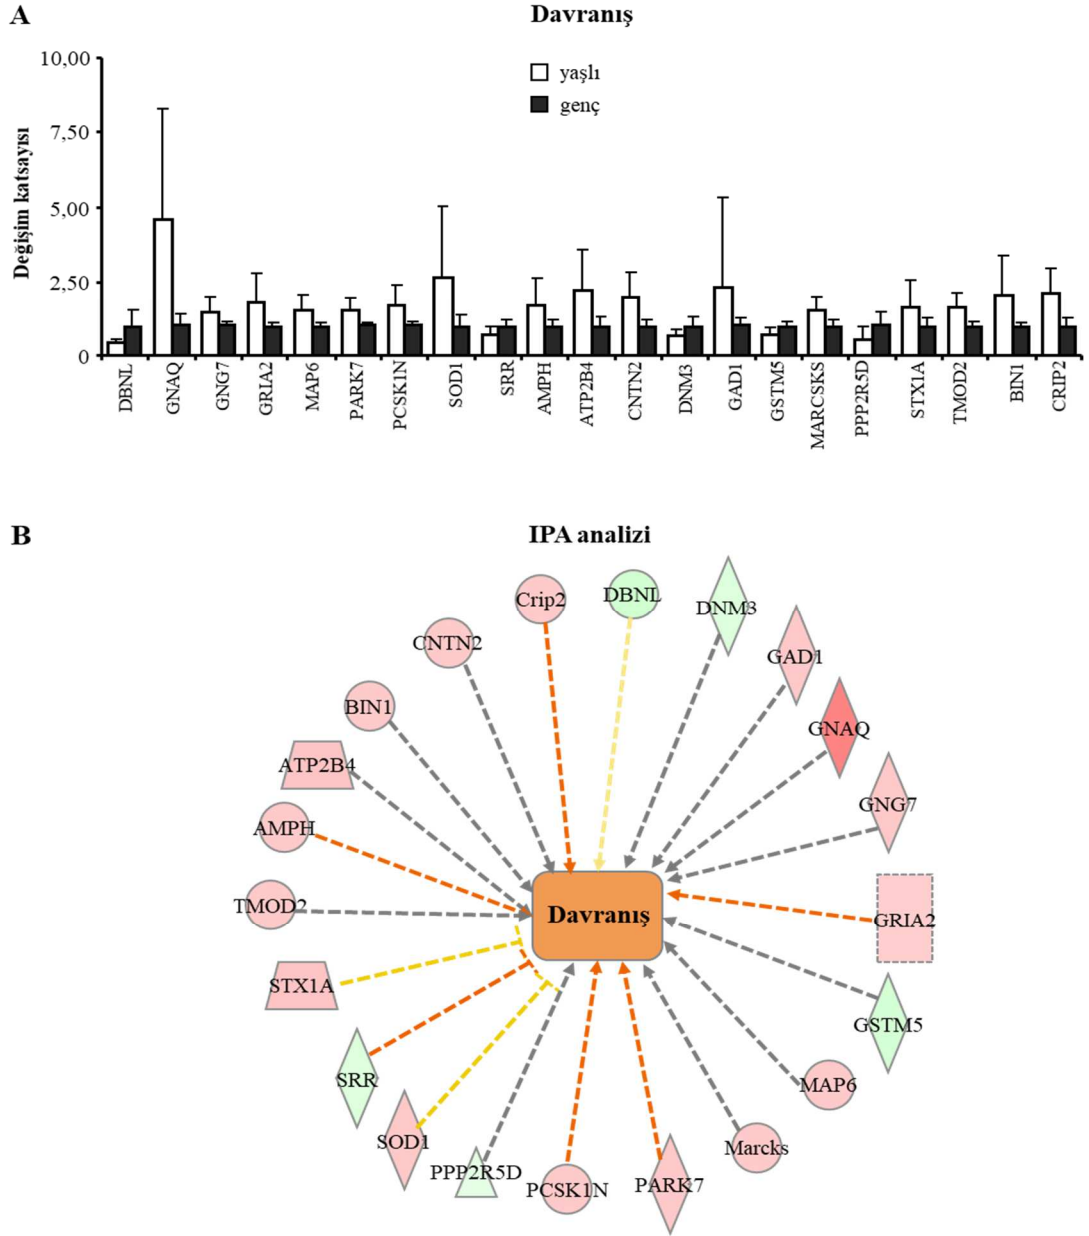 A
Davranış
Değişim katsayısı
10,00
7,50
5,00
2,50
0
yaşlı
genç
DBNL
GNAQ
GNG7
GRIA2
MAP6
PARK7
PCSK1N
SOD1
SRR
AMPH
ATP2B4
CNTN2
DNM3
GAD1
GSTM5
MARCSKS
PPP2R5D
STX1A
TMOD2
BIN1
CRIP2
B
IPA analizi
Crip2
DBNL
DNM3
CNTN2
GAD1
BIN1
GNAQ
ATP2B4
GNG7
AMPH
TMOD2
Davranış
GRIA2
STX1A
GSTM5
SRR
MAP6
SOD1
Marcks
PPP2R5D
PCSK1N
PARK7